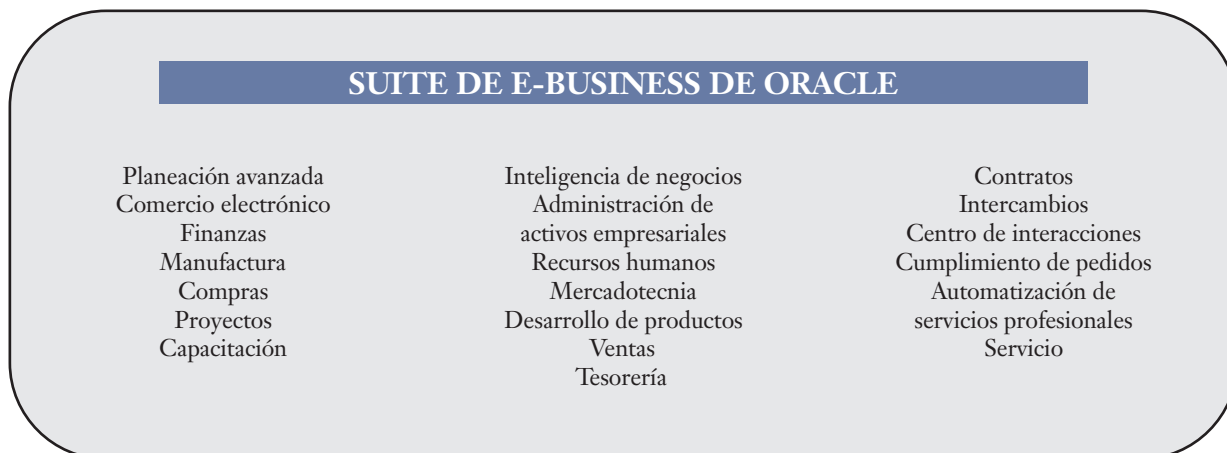 SUITE DE E-BUSINESS DE ORACLE
Planeación avanzada
Comercio electrónico
Finanzas
Manufactura
Compras
Proyectos
Capacitación
Inteligencia de negocios
Administración de
activos empresariales
Recursos humanos
Mercadotecnia
Desarrollo de productos
Ventas
Tesorería
Contratos
Intercambios
Centro de interacciones
Cumplimiento de pedidos
Automatización de
servicios profesionales
Servicio